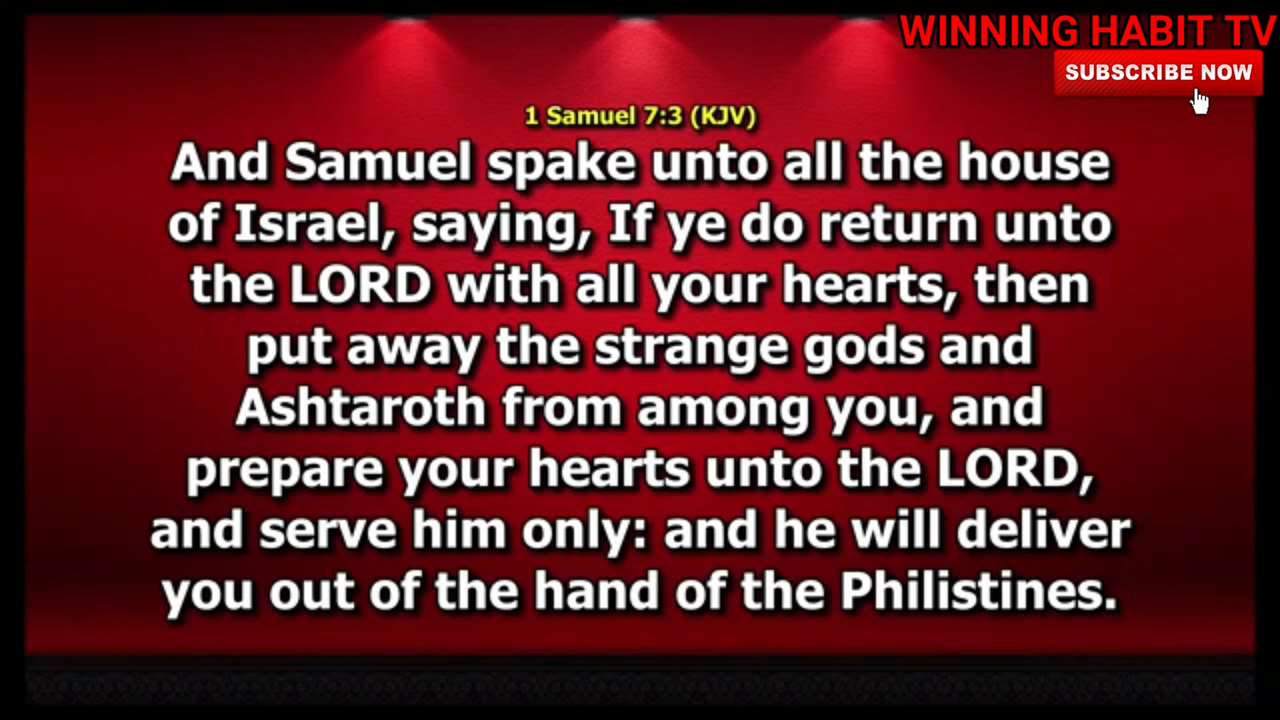 WINNING HABIT TV
SUBSCRIBE NOW
1 Samuel 7:3 (KJV)
And Samuel spake unto all the house
of Israel, saying, If ye do return unto
the LORD with all your hearts, then
put away the strange gods and
Ashtaroth from among you, and
prepare your hearts unto the LORD,
and serve him only: and he will deliver
you out of the hand of the Philistines.